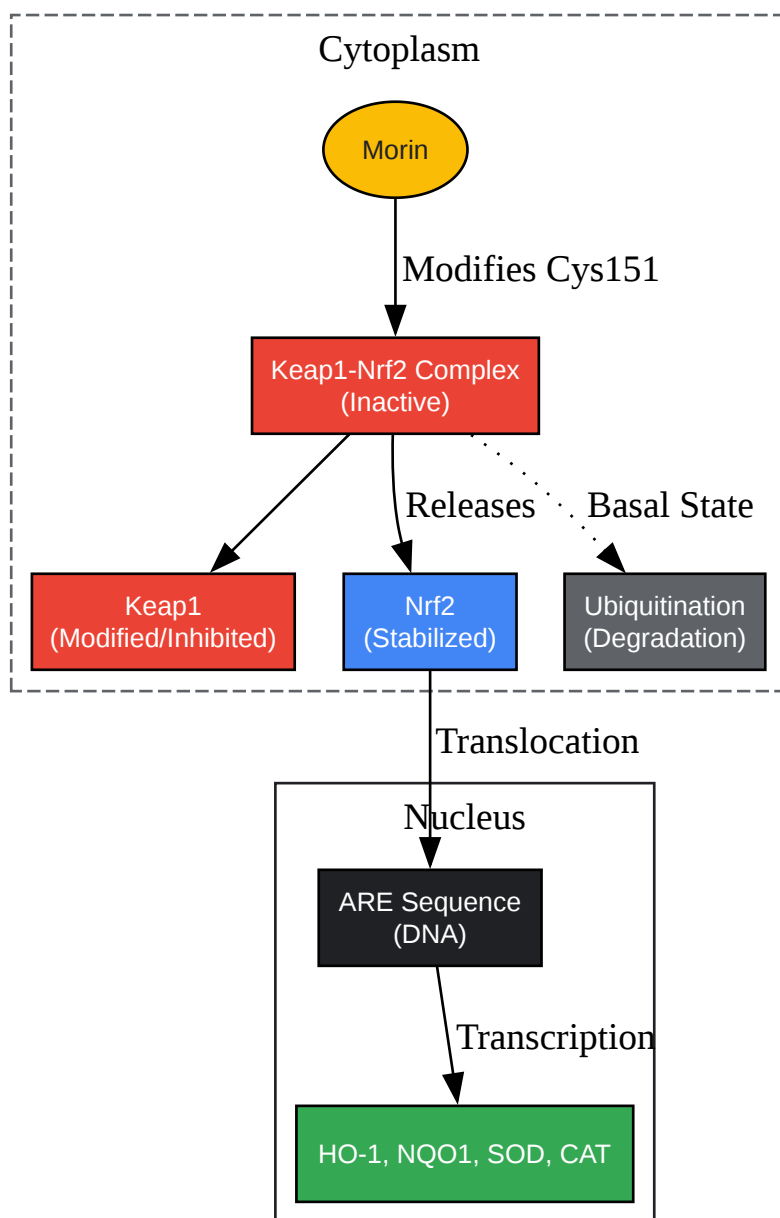 Cytoplasm
Morin
Modifies Cys151
Keap1-Nrf2 Complex
(Inactive)
Releases
Basal State
Keap1
(Modified/Inhibited)
Nrf2
(Stabilized)
Ubiquitination
(Degradation)
Translocation
Nucleus
ARE Sequence
(DNA)
Transcription
HO-1, NQO1, SOD, CAT